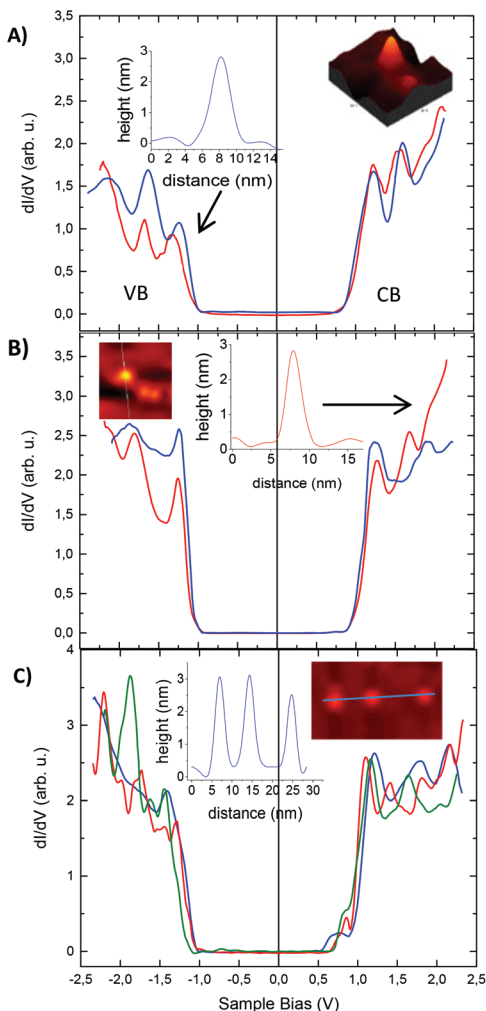 A)
3,5
3,0
2,5
2,0
1,5
1,0
0,5
0,0
dI/dV (arb. u.)
height (nm)
3
2
1
0
0 2 4 6 8 10 12 14
distance (nm)
VB
CB
B)
3,5
3,0
2,5
2,0
1,5
1,0
0,5
0,0
dI/dV (arb. u.)
height (nm)
3
2
1
0
0 5 10 15
distance (nm)
C)
4
3
2
1
0
dI/dV (arb. u.)
height (nm)
3
2
1
0
0 5 10 15 20 25 30
distance (nm)
-2,5 -2,0 -1,5 -1,0 -0,5 0,0 0,5 1,0 1,5 2,0 2,5
Sample Bias (V)